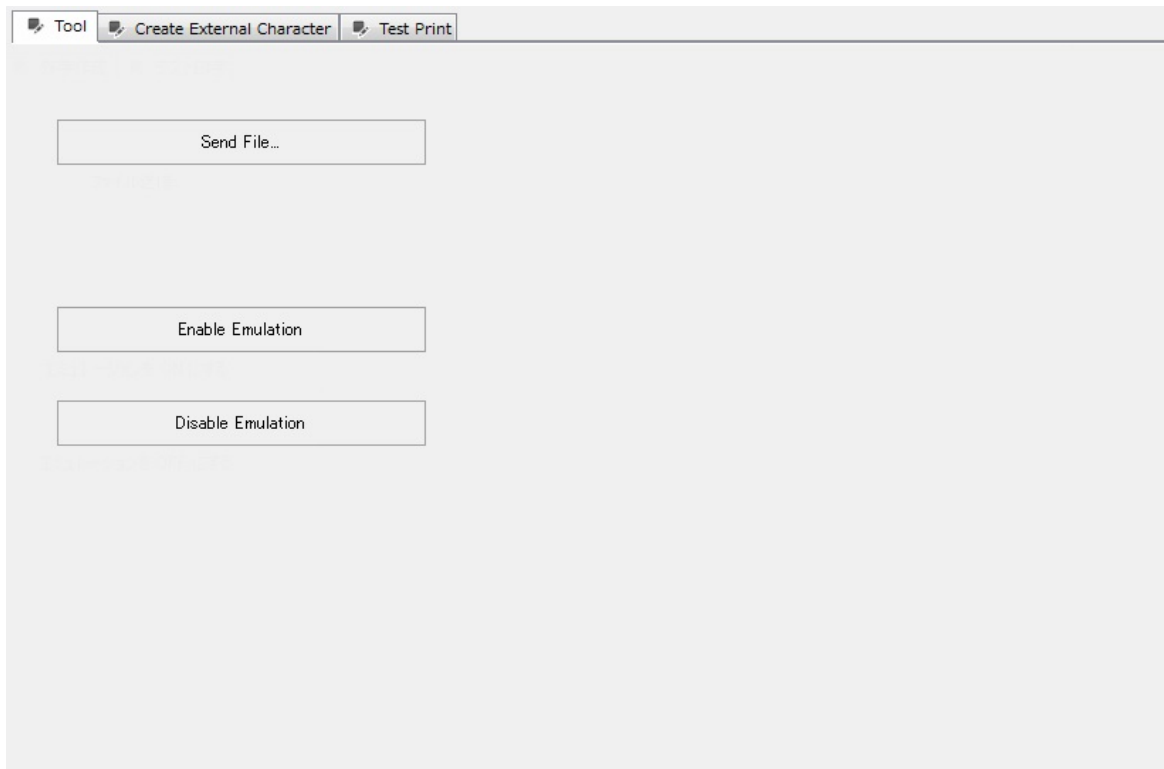 Tool Create External Character Test Print
Send File...
Enable Emulation
Disable Emulation